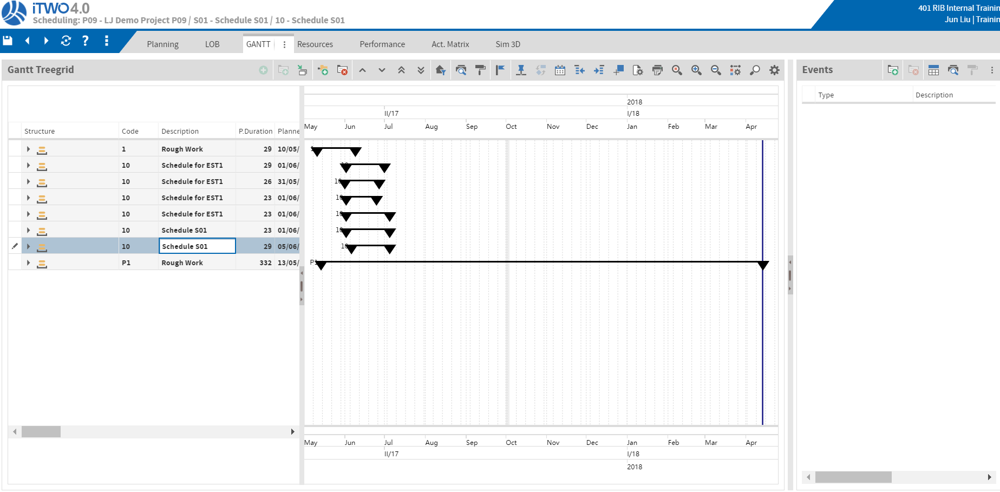 iTWO 4.0
Scheduling: P09 - LJ Demo Project P09 / S01 - Schedule S01 / 10 - Schedule S01
401 RIB Internal Trainin
Jun Liu | Trainin
Planning LOB GANTT Resources Performance Act. Matrix Sim 3D
Gantt Treegrid
Events
Type Description
2018
II/17 I/18
May Jun Jul Aug Sep Oct Nov Dec Jan Feb Mar Apr
Structure Code Description P.Duration Planne
1 Rough Work 29 10/05/
10 Schedule for EST1 29 01/06/ 10
10 Schedule for EST1 26 31/05/ 10
10 Schedule for EST1 23 01/06/ 10
10 Schedule for EST1 23 01/06/ 10
10 Schedule S01 23 01/06/ 10
10 Schedule S01 29 05/06/ 10
P1 Rough Work 332 13/05/ P1
May Jun Jul Aug Sep Oct Nov Dec Jan Feb Mar Apr
II/17 I/18
2018